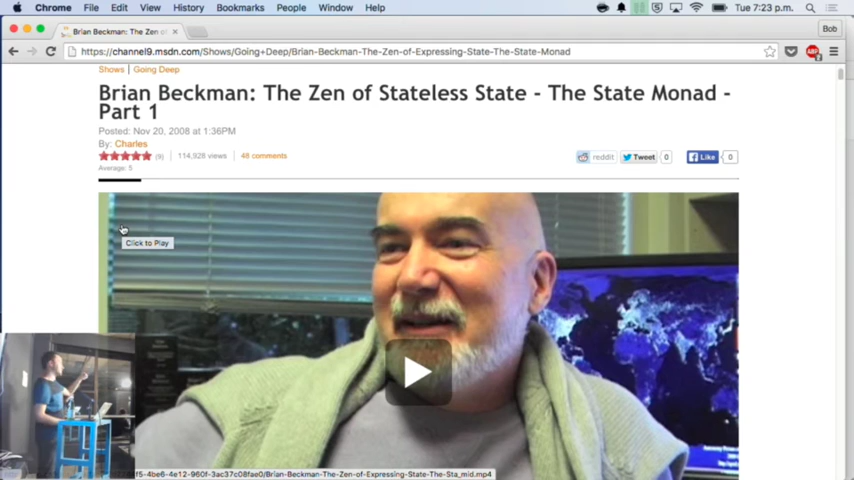 Chrome File Edit View History Bookmarks People Window Help Tue 7:23 p.m.
Brian Beckman: The Zen of Bob
https://channel9.msdn.com/Shows/Going+Deep/Brian-Beckman-The-Zen-of-Expressing-State-The-State-Monad
Shows | Going Deep
Brian Beckman: The Zen of Stateless State - The State Monad -
Part 1
Posted: Nov 20, 2008 at 1:36PM
By: Charles
(9) 114,928 views 48 comments reddit Tweet 0 Like 0
Average: 5
Click to Play
f5-4be6-4e12-960f-3ac37c08fae0/Brian-Beckman-The-Zen-of-Expressing-State-The-Sta_mid.mp4